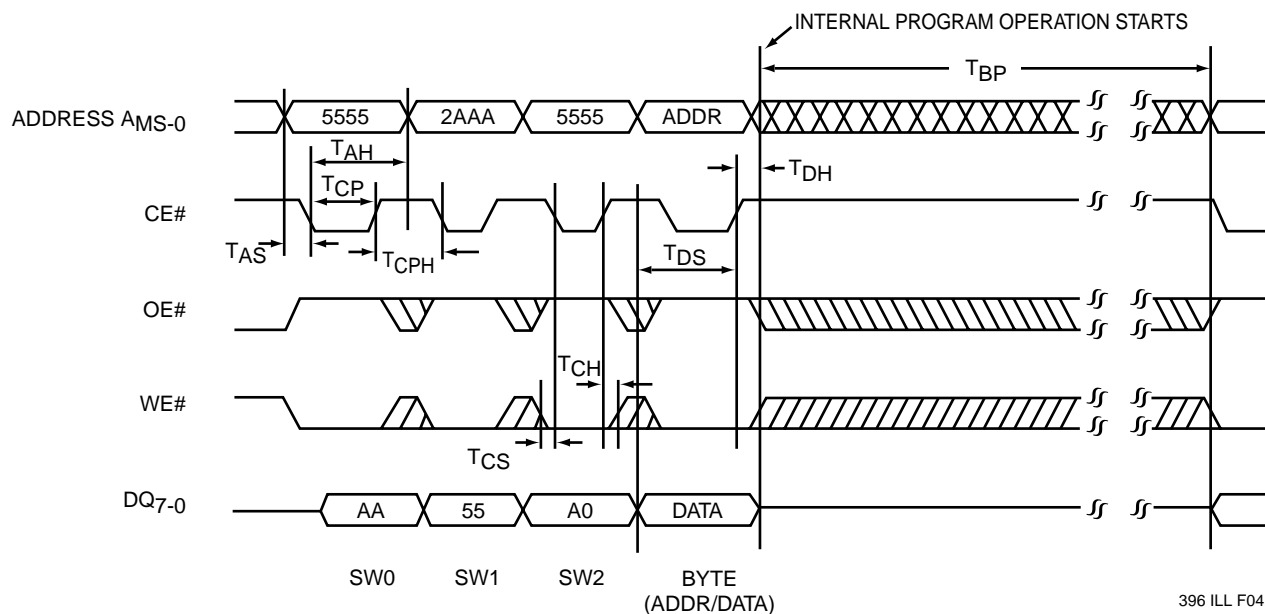 INTERNAL PROGRAM OPERATION STARTS
TBP
ADDRESS AMS-0
5555
2AAA
5555
ADDR
TAH
TDH
TCP
CE#
TAS
TCPH
TDS
OE#
TCH
WE#
TCS
DQ7-0
AA
55
A0
DATA
SW0
SW1
SW2
BYTE
(ADDR/DATA)
396 ILL F04